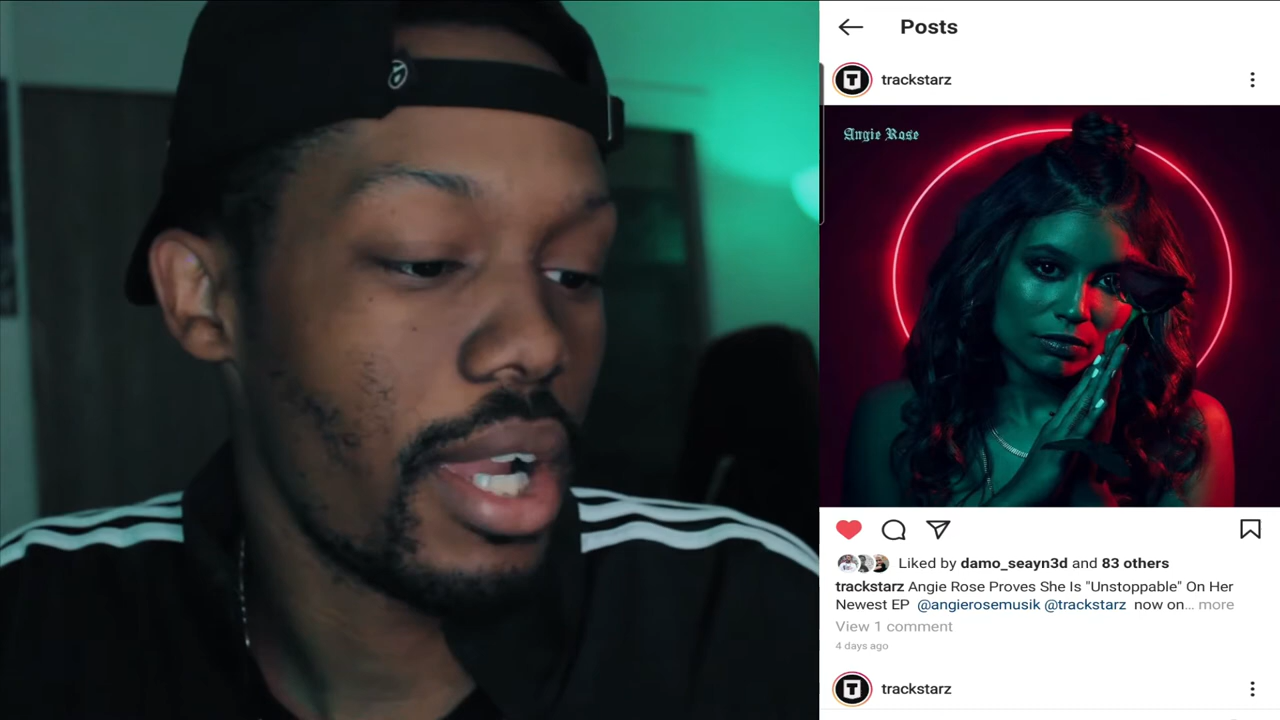 Posts
trackstarz
Angie Rose
Liked by damo_seayn3d and 83 others
trackstarz Angie Rose Proves She Is "Unstoppable" On Her
Newest EP @angierosemusik @trackstarz now on... more
View 1 comment
4 days ago
trackstarz